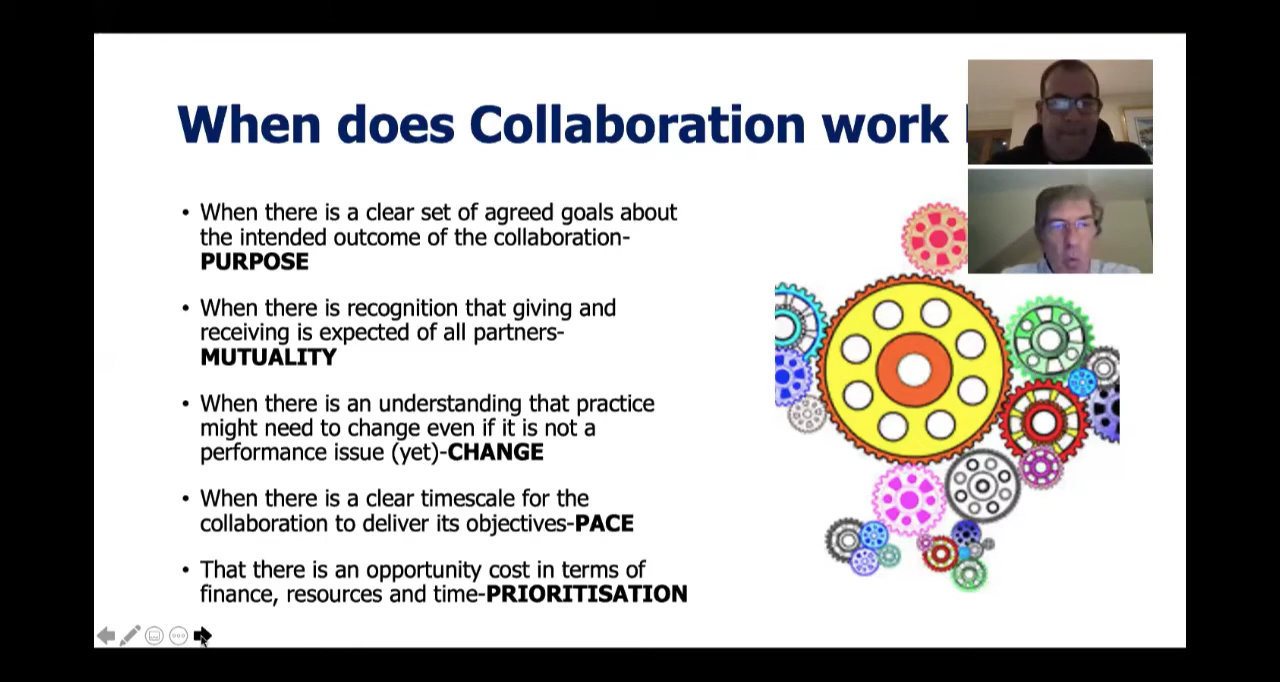 When does Collaboration work
• When there is a clear set of agreed goals about
the intended outcome of the collaboration-
PURPOSE
• When there is recognition that giving and
receiving is expected of all partners-
MUTUALITY
• When there is an understanding that practice
might need to change even if it is not a
performance issue (yet)-CHANGE
• When there is a clear timescale for the
collaboration to deliver its objectives-PACE
• That there is an opportunity cost in terms of
finance, resources and time-PRIORITISATION